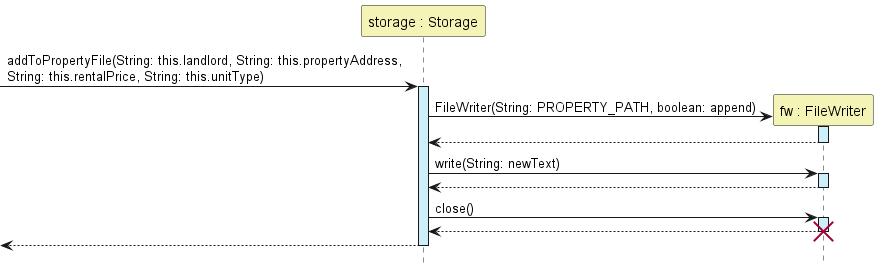 storage : Storage
addToPropertyFile(String: this.landlord, String: this.propertyAddress,
String: this.rentalPrice, String: this.unitType)
FileWriter(String: PROPERTY_PATH, boolean: append)
fw : FileWriter
write(String: newText)
close()